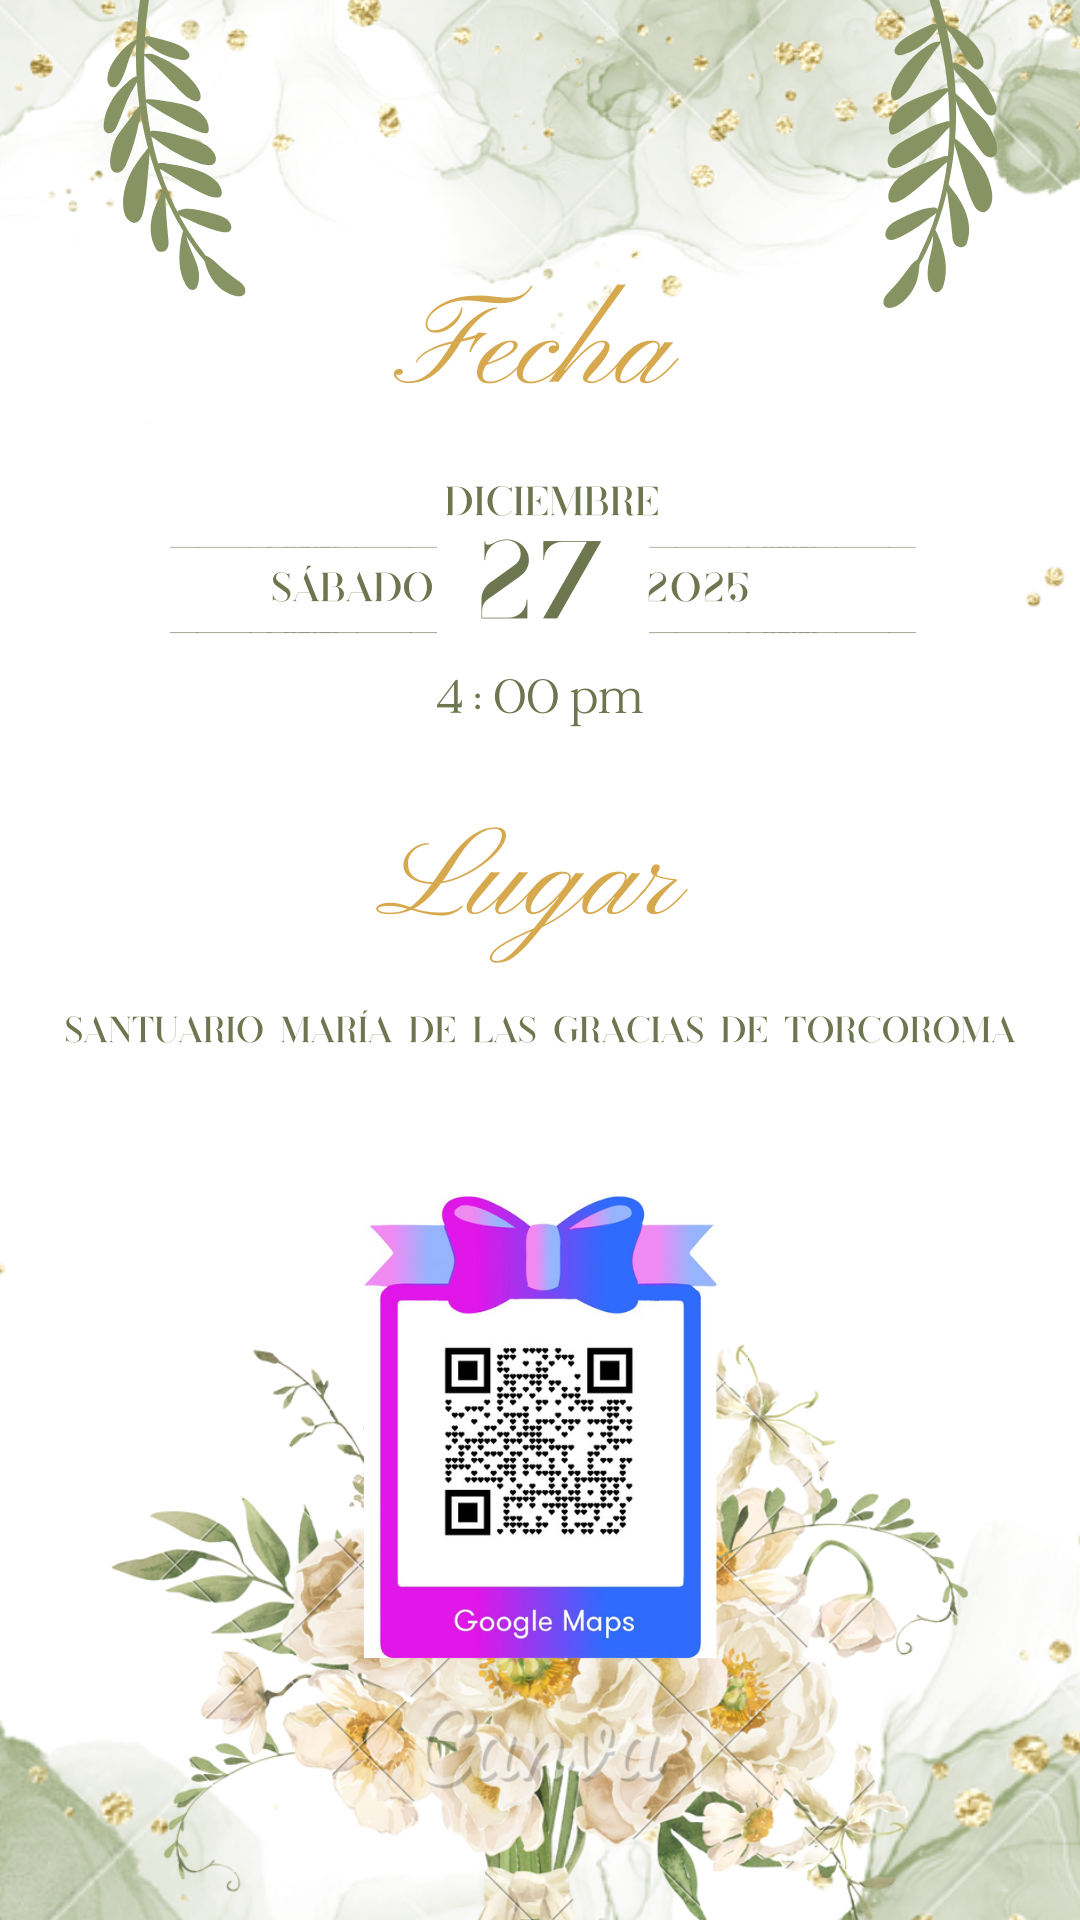 Fecha
DICIEMBRE
SÁBADO 27 2025
4:00 pm
Lugar
SANTUARIO MARÍA DE LAS GRACIAS DE TORCOROMA
Google Maps
Canva